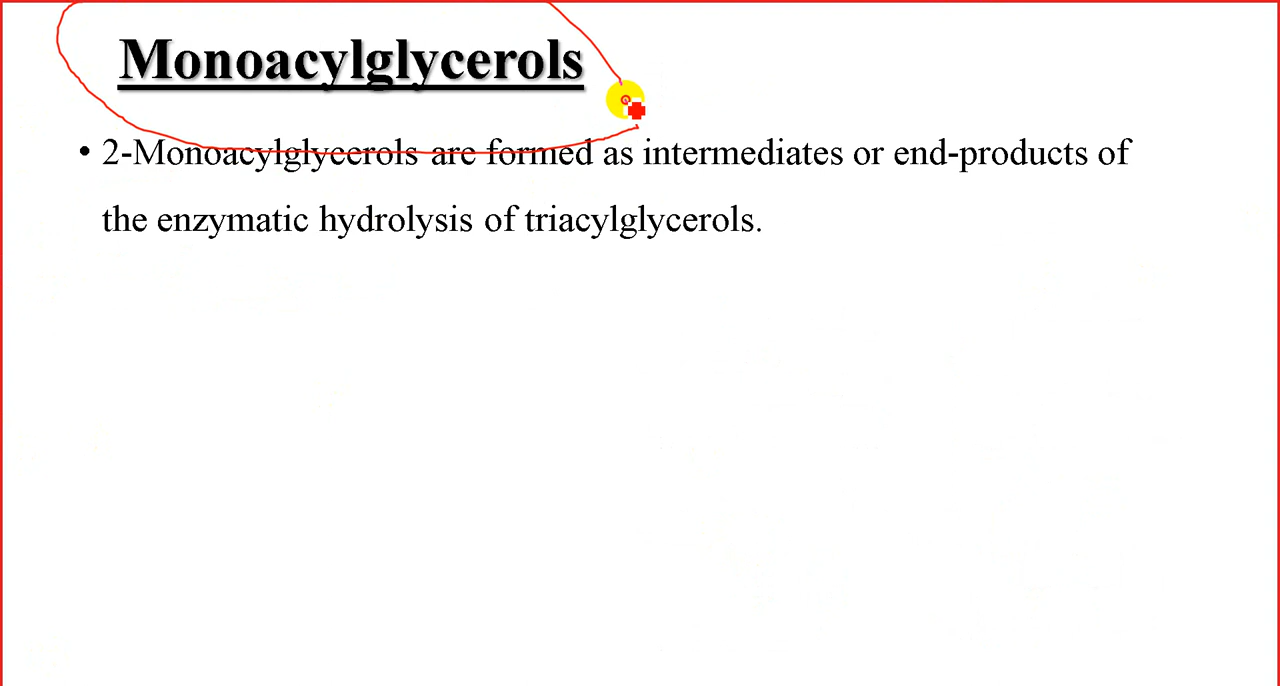 Monoacylglycerols
• 2-Monoacylglycerols are formed as intermediates or end-products of
the enzymatic hydrolysis of triacylglycerols.